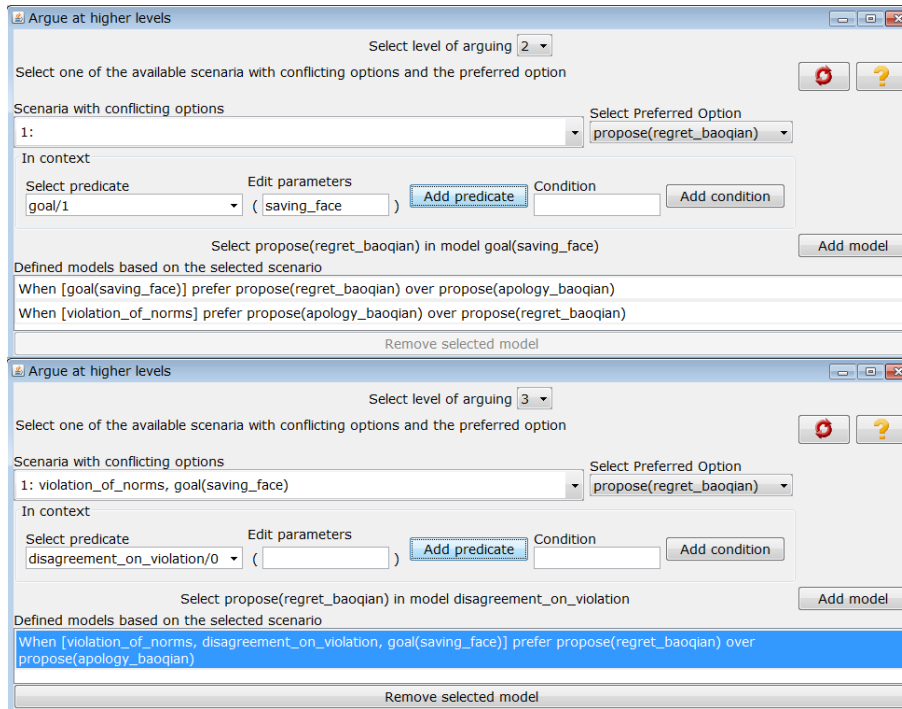 Argue at higher levels
Select level of arguing 2
Select one of the available scenaria with conflicting options and the preferred option
?
Scenaria with conflicting options
Select Preferred Option
1:
propose(regret_baoqian)
In context
Select predicate
Edit parameters
Condition
goal/1
( saving_face )
Add predicate
Add condition
Select propose(regret_baoqian) in model goal(saving_face)
Add model
Defined models based on the selected scenario
When [goal(saving_face)] prefer propose(regret_baoqian) over propose(apology_baoqian)
When [violation_of_norms] prefer propose(apology_baoqian) over propose(regret_baoqian)
Remove selected model
Argue at higher levels
Select level of arguing 3
Select one of the available scenaria with conflicting options and the preferred option
?
Scenaria with conflicting options
Select Preferred Option
1: violation_of_norms, goal(saving_face)
propose(regret_baoqian)
In context
Select predicate
Edit parameters
Condition
disagreement_on_violation/0
( )
Add predicate
Add condition
Select propose(regret_baoqian) in model disagreement_on_violation
Add model
Defined models based on the selected scenario
When [violation_of_norms, disagreement_on_violation, goal(saving_face)] prefer propose(regret_baoqian) over
propose(apology_baoqian)
Remove selected model